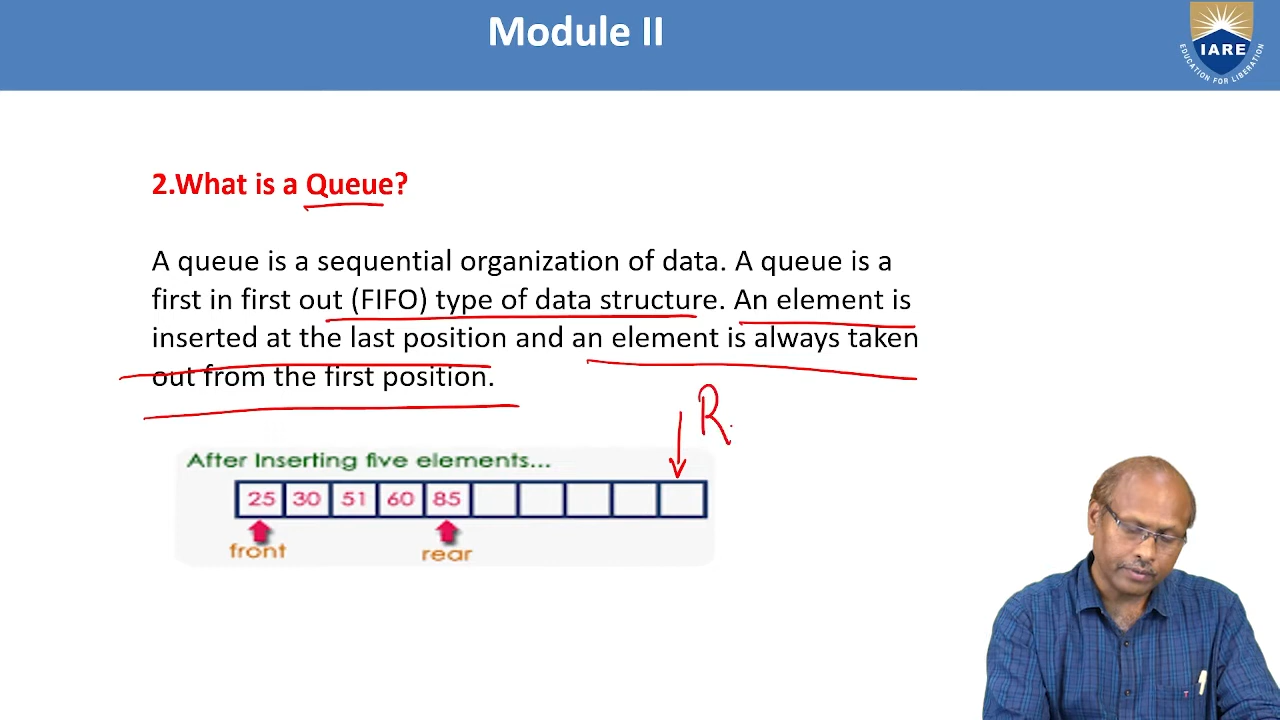 Module II
IARE
EDUCATION FOR LIBERATION
2.What is a Queue?
A queue is a sequential organization of data. A queue is a
first in first out (FIFO) type of data structure. An element is
inserted at the last position and an element is always taken
out from the first position.
R.
After Inserting five elements...
25 30 51 60 85
front rear